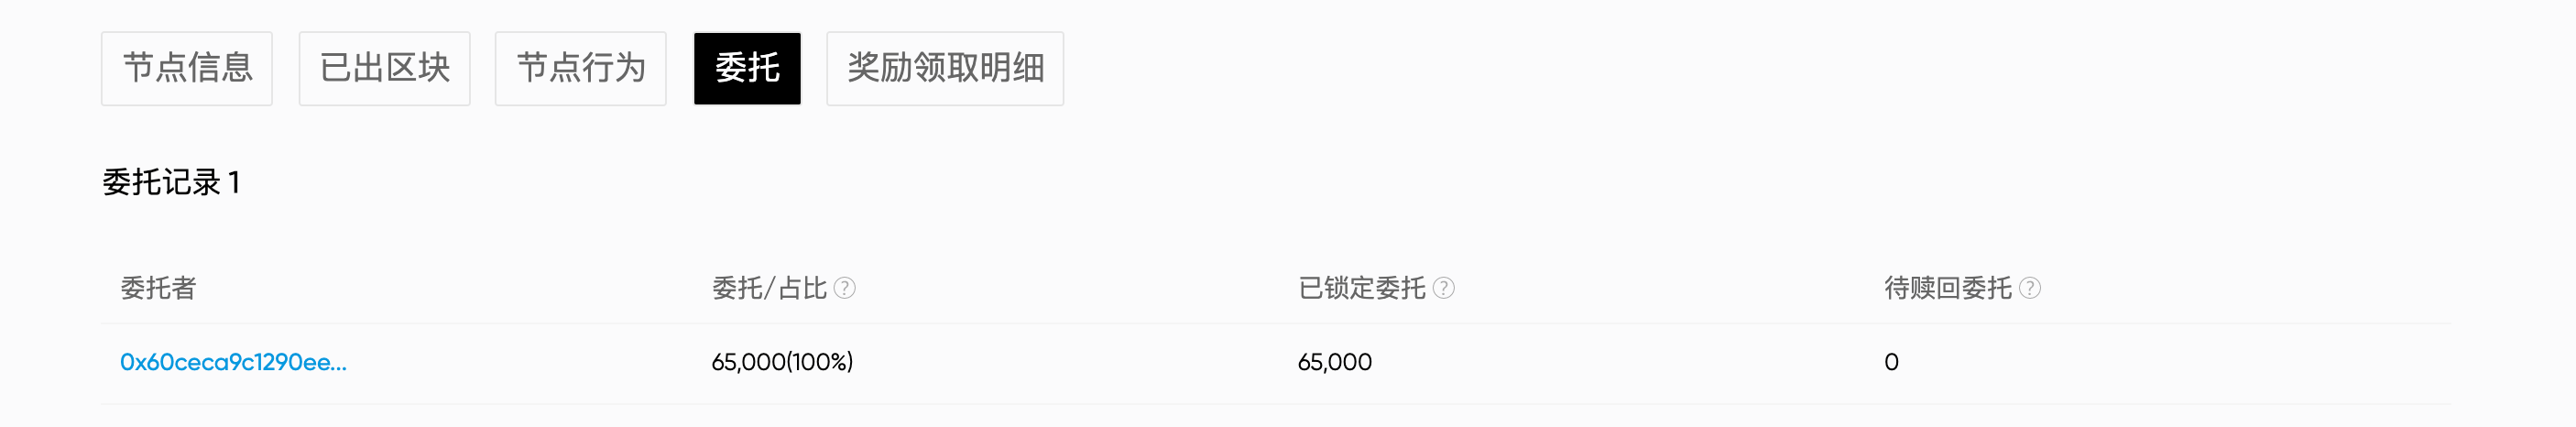 节点信息 已出区块 节点行为 委托 奖励领取明细
委托记录 1
委托者 委托/占比 ? 已锁定委托 ? 待赎回委托 ?
0x60ceca9c1290ee... 65,000(100%) 65,000 0